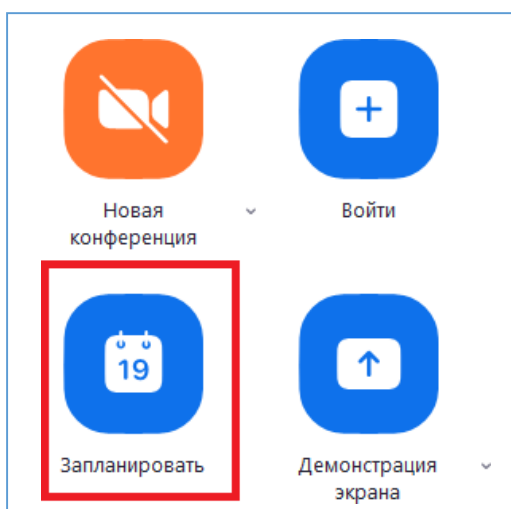 Новая
конференция
Войти
19
Запланировать
Демонстрация
экрана